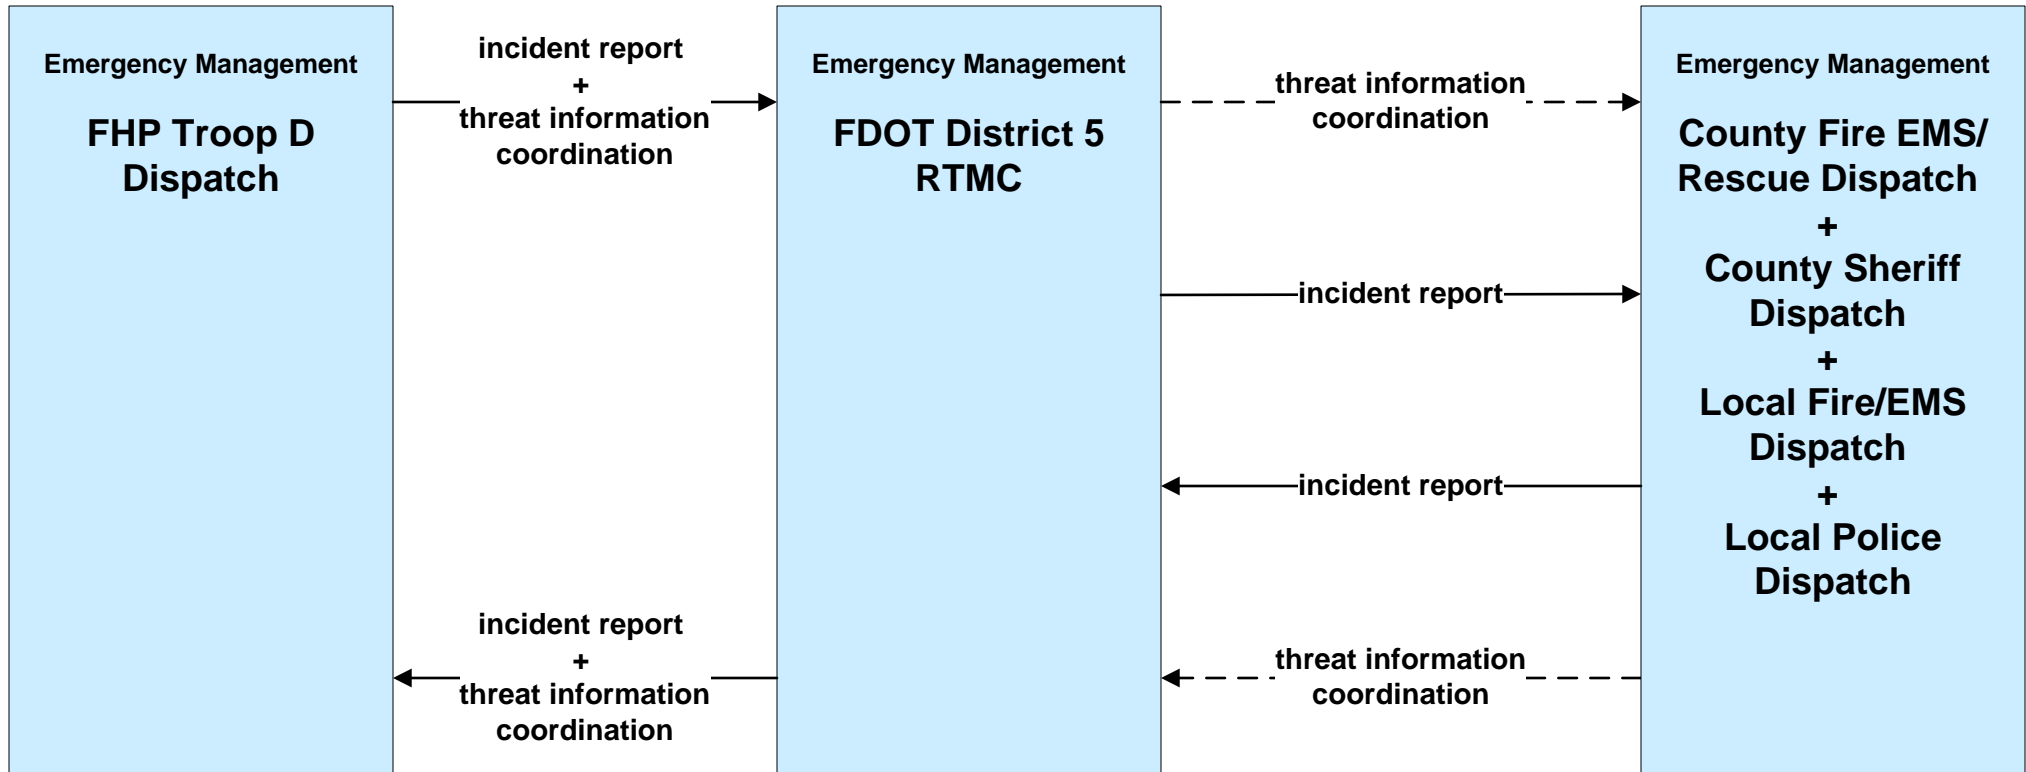 Emergency Management
FHP Troop D
Dispatch
incident report
+
threat information
coordination
incident report
+
threat information
coordination
Emergency Management
FDOT District 5
RTMC
threat information
coordination
incident report
incident report
threat information
coordination
Emergency Management
County Fire EMS/
Rescue Dispatch
+
County Sheriff
Dispatch
+
Local Fire/EMS
Dispatch
+
Local Police
Dispatch